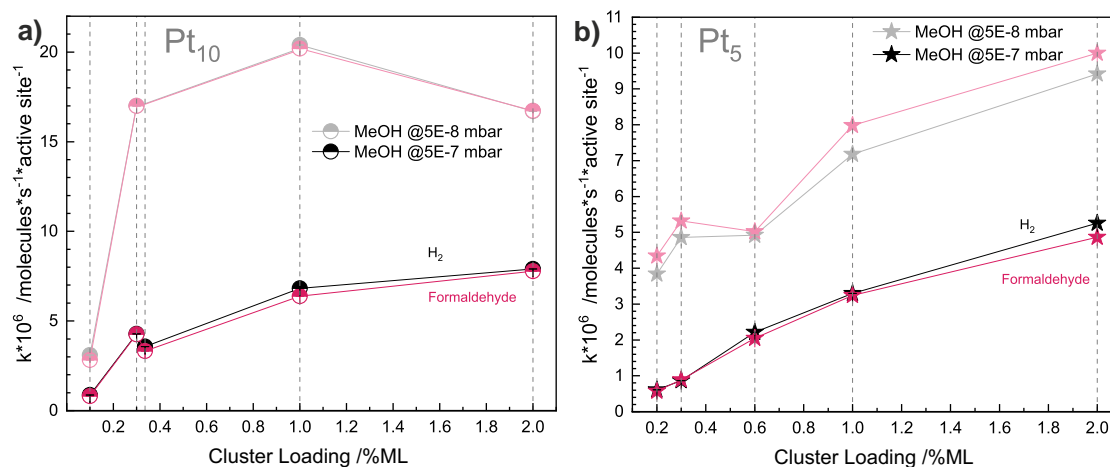 a)
Pt10
MeOH @5E-8 mbar
MeOH @5E-7 mbar
H2
Formaldehyde
20
15
10
5
0
k*10^6 /molecules*s^-1*active site^-1
0.2 0.4 0.6 0.8 1.0 1.2 1.4 1.6 1.8 2.0
Cluster Loading /%ML
b)
Pt5
MeOH @5E-8 mbar
MeOH @5E-7 mbar
H2
Formaldehyde
11
10
9
8
7
6
5
4
3
2
1
0
k*10^6 /molecules*s^-1*active site^-1
0.2 0.4 0.6 0.8 1.0 1.2 1.4 1.6 1.8 2.0
Cluster Loading /%ML